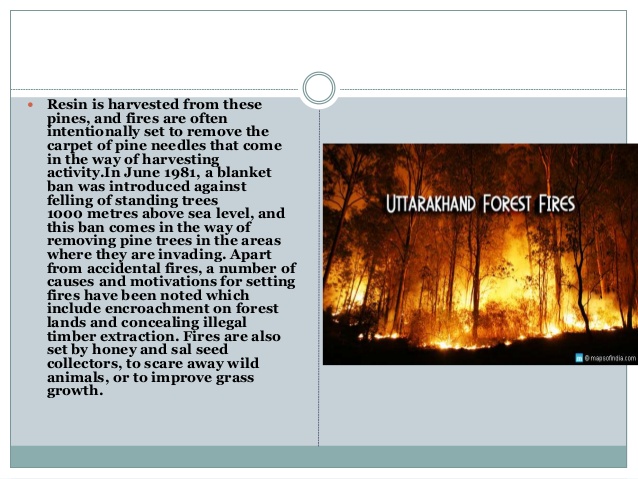 Resin is harvested from these
pines, and fires are often
intentionally set to remove the
carpet of pine needles that come
in the way of harvesting
activity.In June 1981, a blanket
ban was introduced against
felling of standing trees
1000 metres above sea level, and
this ban comes in the way of
removing pine trees in the areas
where they are invading. Apart
from accidental fires, a number of
causes and motivations for setting
fires have been noted which
include encroachment on forest
lands and concealing illegal
timber extraction. Fires are also
set by honey and sal seed
collectors, to scare away wild
animals, or to improve grass
growth.
UTTARAKHAND FOREST FIRES
m © mapsofindia.com